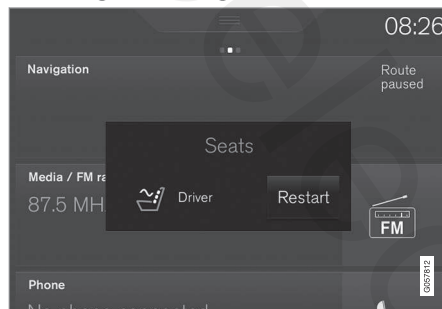 08:26
Navigation
Route
paused
Seats
Media / FM ra
Driver
Restart
87.5 MH
FM
Phone
G057812